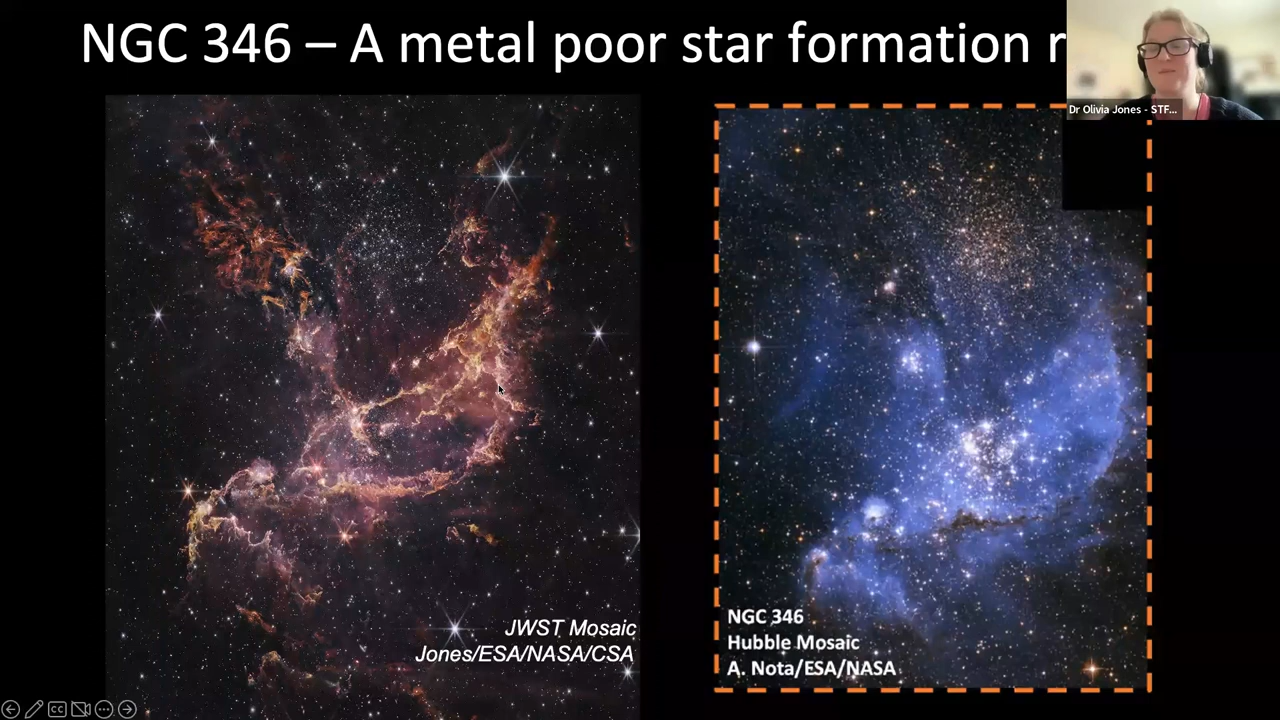 NGC 346 – A metal poor star formation r
Dr Olivia Jones - STF...
JWST Mosaic
Jones/ESA/NASA/CSA
NGC 346
Hubble Mosaic
A. Nota/ESA/NASA
CC